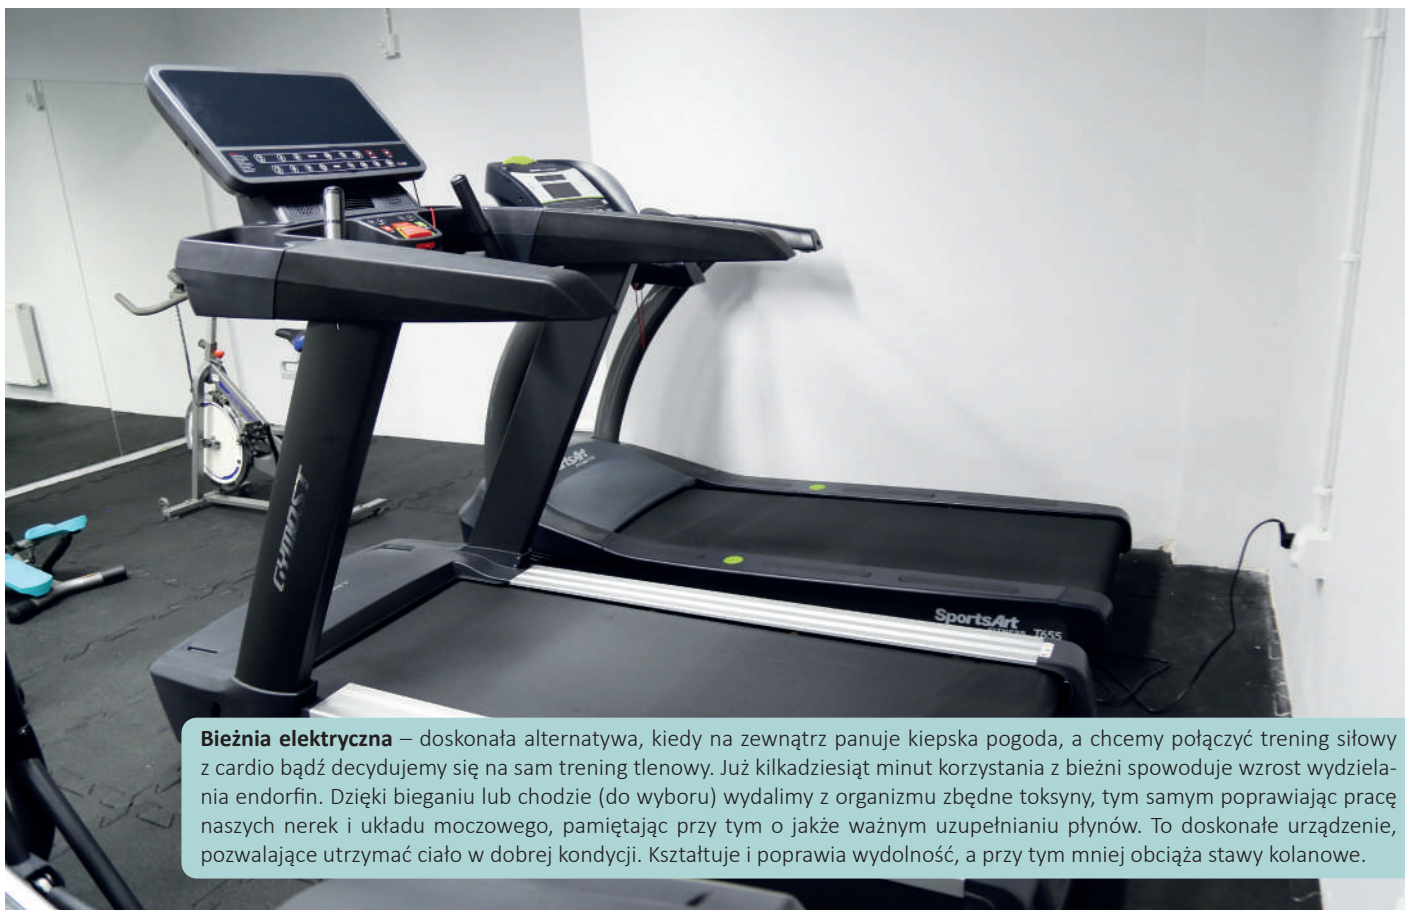 GYMOST
SportsArt
SportsArt
T655
Bieżnia elektryczna – doskonała alternatywa, kiedy na zewnątrz panuje kiepska pogoda, a chcemy połączyć trening siłowy
z cardio bądź decydujemy się na sam trening tlenowy. Już kilkadziesiąt minut korzystania z bieżni spowoduje wzrost wydziela-
nia endorfin. Dzięki bieganiu lub chodzie (do wyboru) wydalimy z organizmu zbędne toksyny, tym samym poprawiając pracę
naszych nerek i układu moczowego, pamiętając przy tym o jakże ważnym uzupełnianiu płynów. To doskonałe urządzenie,
pozwalające utrzymać ciało w dobrej kondycji. Kształtuje i poprawia wydolność, a przy tym mniej obciąża stawy kolanowe.